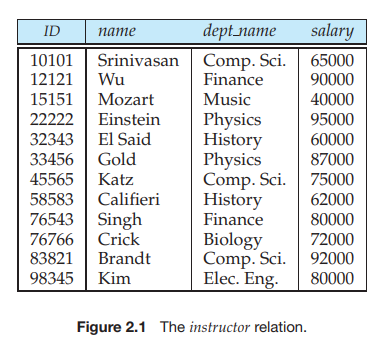 ID name dept_name salary
10101 Srinivasan Comp. Sci. 65000
12121 Wu Finance 90000
15151 Mozart Music 40000
22222 Einstein Physics 95000
32343 El Said History 60000
33456 Gold Physics 87000
45565 Katz Comp. Sci. 75000
58583 Califieri History 62000
76543 Singh Finance 80000
76766 Crick Biology 72000
83821 Brandt Comp. Sci. 92000
98345 Kim Elec. Eng. 80000
Figure 2.1 The instructor relation.